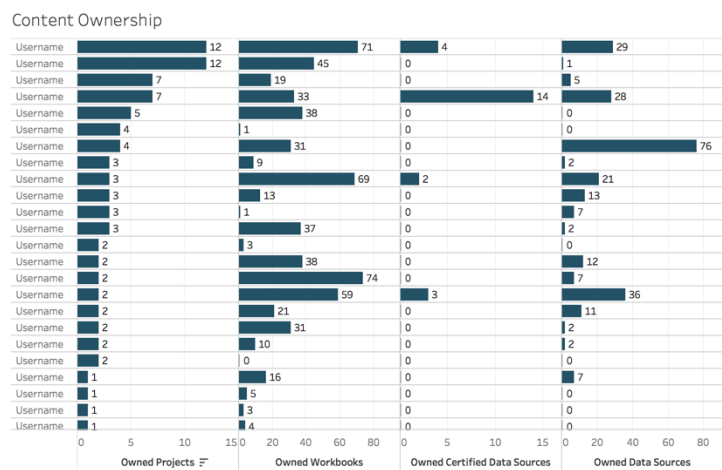 Content Ownership
Username 12 71 4 29
Username 12 45 0 1
Username 7 19 0 5
Username 7 33 14 28
Username 5 38 0 0
Username 4 1 0 0
Username 4 31 0 76
Username 3 9 0 2
Username 3 69 2 21
Username 3 13 0 13
Username 3 1 0 7
Username 3 37 0 2
Username 2 3 0 0
Username 2 38 0 12
Username 2 74 0 7
Username 2 59 3 36
Username 2 21 0 11
Username 2 31 0 2
Username 2 10 0 2
Username 2 0 0 0
Username 1 16 0 7
Username 1 5 0 0
Username 1 3 0 0
Username 1 4 0 0
0 5 10 15 0 20 40 60 80 0 5 10 15 0 20 40 60 80
Owned Projects Owned Workbooks Owned Certified Data Sources Owned Data Sources